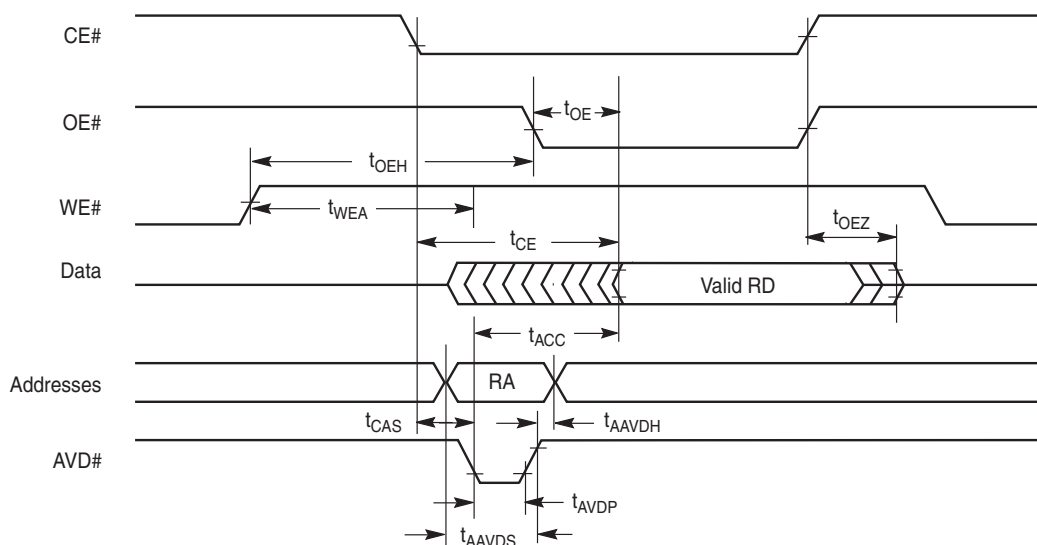 CE#
OE#
tOE
tOEH
WE#
tWEA
tOEZ
tCE
Data
Valid RD
tACC
Addresses
RA
tCAS
tAAVDH
AVD#
tAVDP
tAAVDS